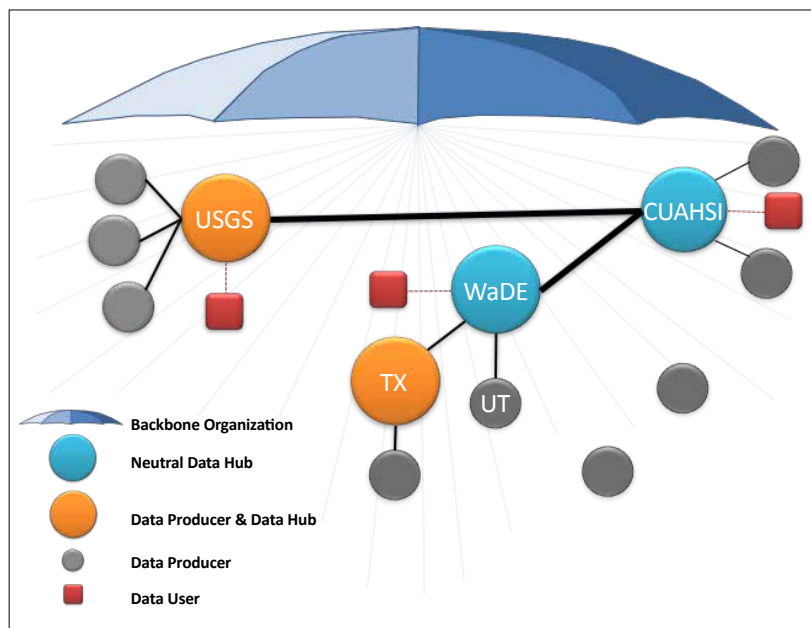 USGS
CUAHSI
WaDE
TX
UT
Backbone Organization
Neutral Data Hub
Data Producer & Data Hub
Data Producer
Data User